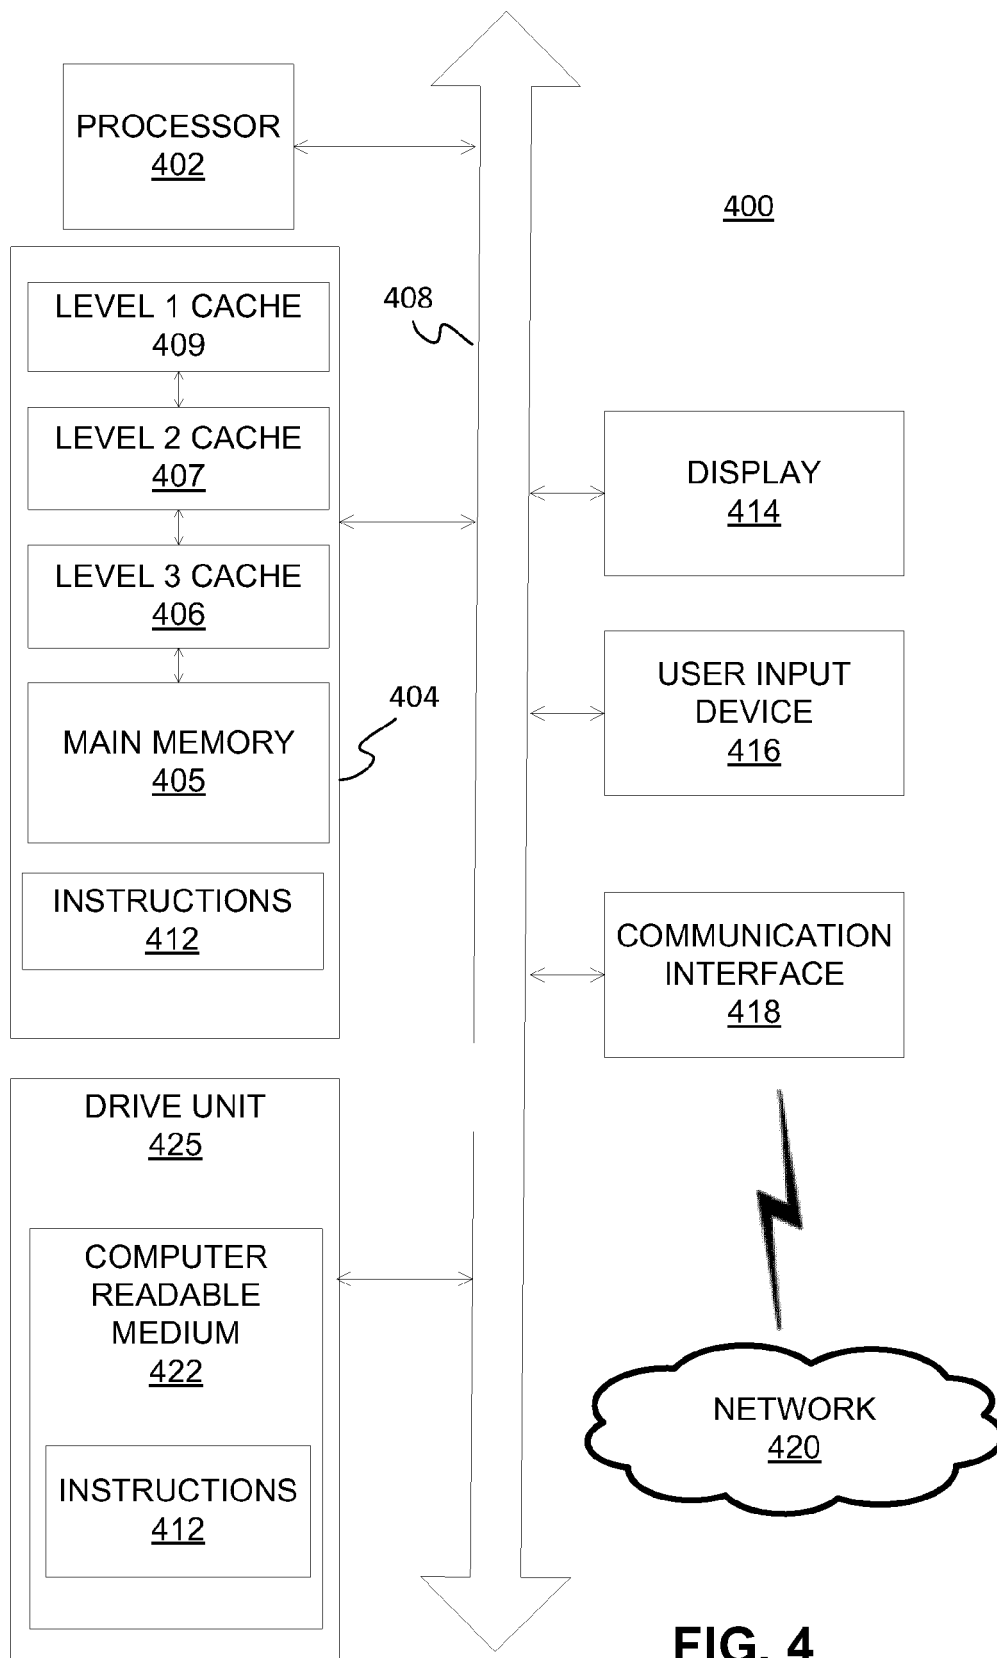 PROCESSOR
402
400
LEVEL 1 CACHE
409
408
LEVEL 2 CACHE
407
LEVEL 3 CACHE
406
404
MAIN MEMORY
405
INSTRUCTIONS
412
DISPLAY
414
USER INPUT
DEVICE
416
COMMUNICATION
INTERFACE
418
DRIVE UNIT
425
COMPUTER
READABLE
MEDIUM
422
INSTRUCTIONS
412
NETWORK
420
FIG. 4